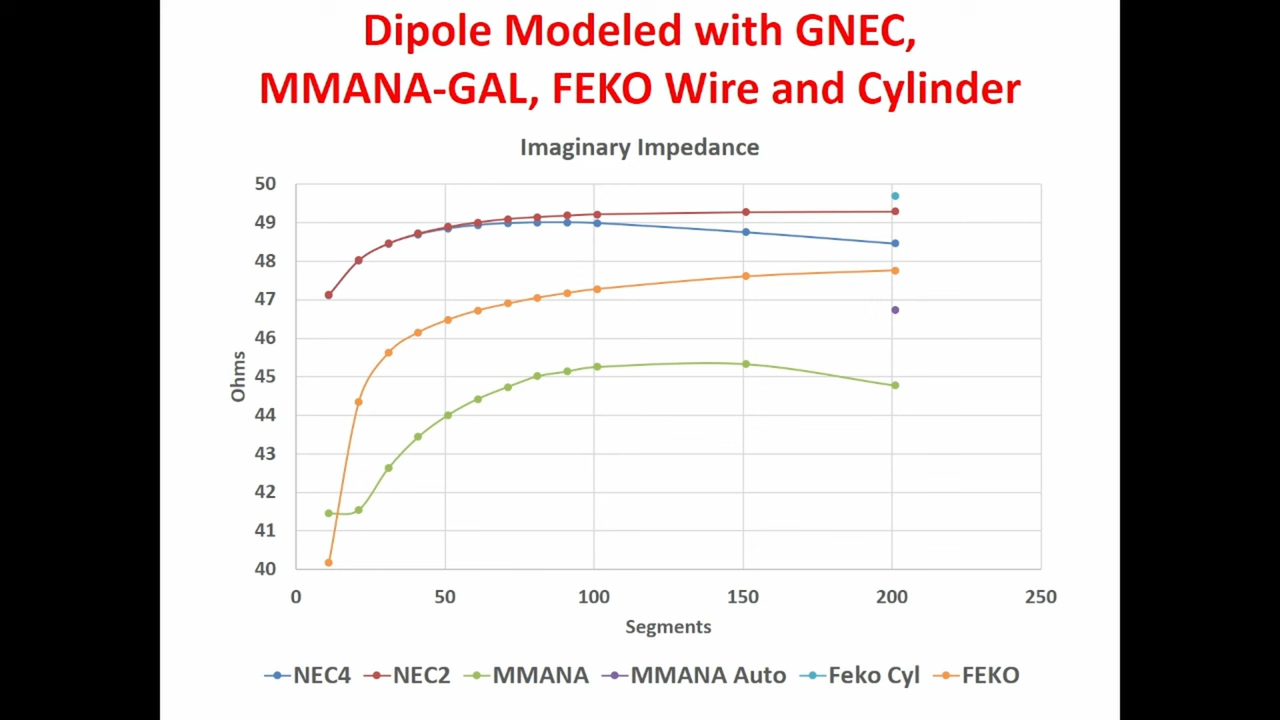 Dipole Modeled with GNEC,
MMANA-GAL, FEKO Wire and Cylinder
Imaginary Impedance
50
49
48
47
46
45
44
43
42
41
40
Ohms
0 50 100 150 200 250
Segments
NEC4 NEC2 MMANA MMANA Auto Feko Cyl FEKO